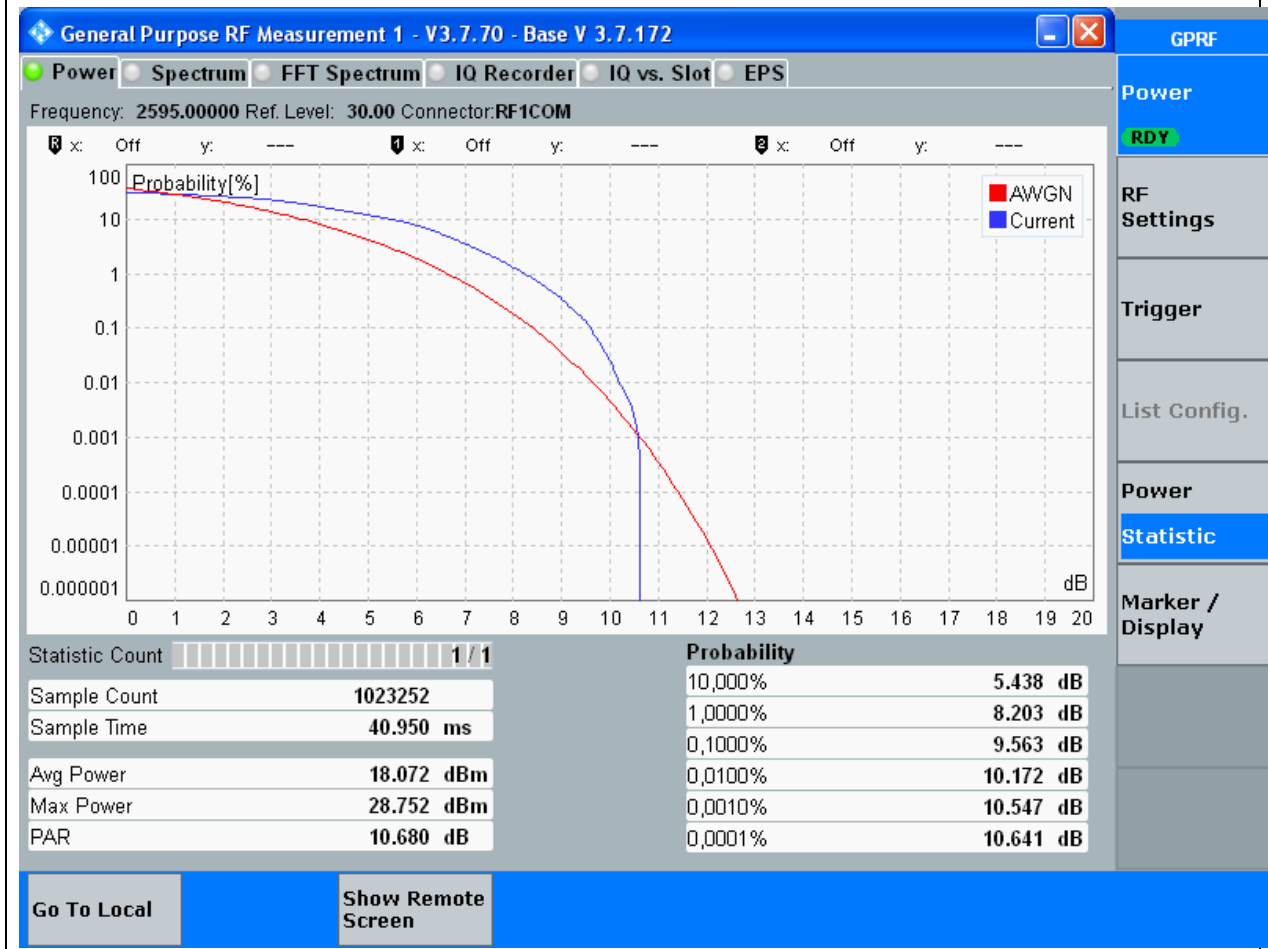 General Purpose RF Measurement 1 - V3.7.70 - Base V 3.7.172
GPRF
Power Spectrum FFT Spectrum IQ Recorder IQ vs. Slot EPS
Power
RDY
Frequency: 2595.00000 Ref. Level: 30.00 Connector:RF1COM
R x: Off y: --- 1 x: Off y: --- 2 x: Off y: ---
Probability[%]
AWGN
Current
100
10
1
0.1
0.01
0.001
0.0001
0.00001
0.000001
dB
0 1 2 3 4 5 6 7 8 9 10 11 12 13 14 15 16 17 18 19 20
RF Settings
Trigger
List Config.
Power
Statistic
Marker / Display
Statistic Count 1 / 1
Sample Count 1023252
Sample Time 40.950 ms
Avg Power 18.072 dBm
Max Power 28.752 dBm
PAR 10.680 dB
Probability
10,000% 5.438 dB
1,0000% 8.203 dB
0,1000% 9.563 dB
0,0100% 10.172 dB
0,0010% 10.547 dB
0,0001% 10.641 dB
Go To Local
Show Remote Screen